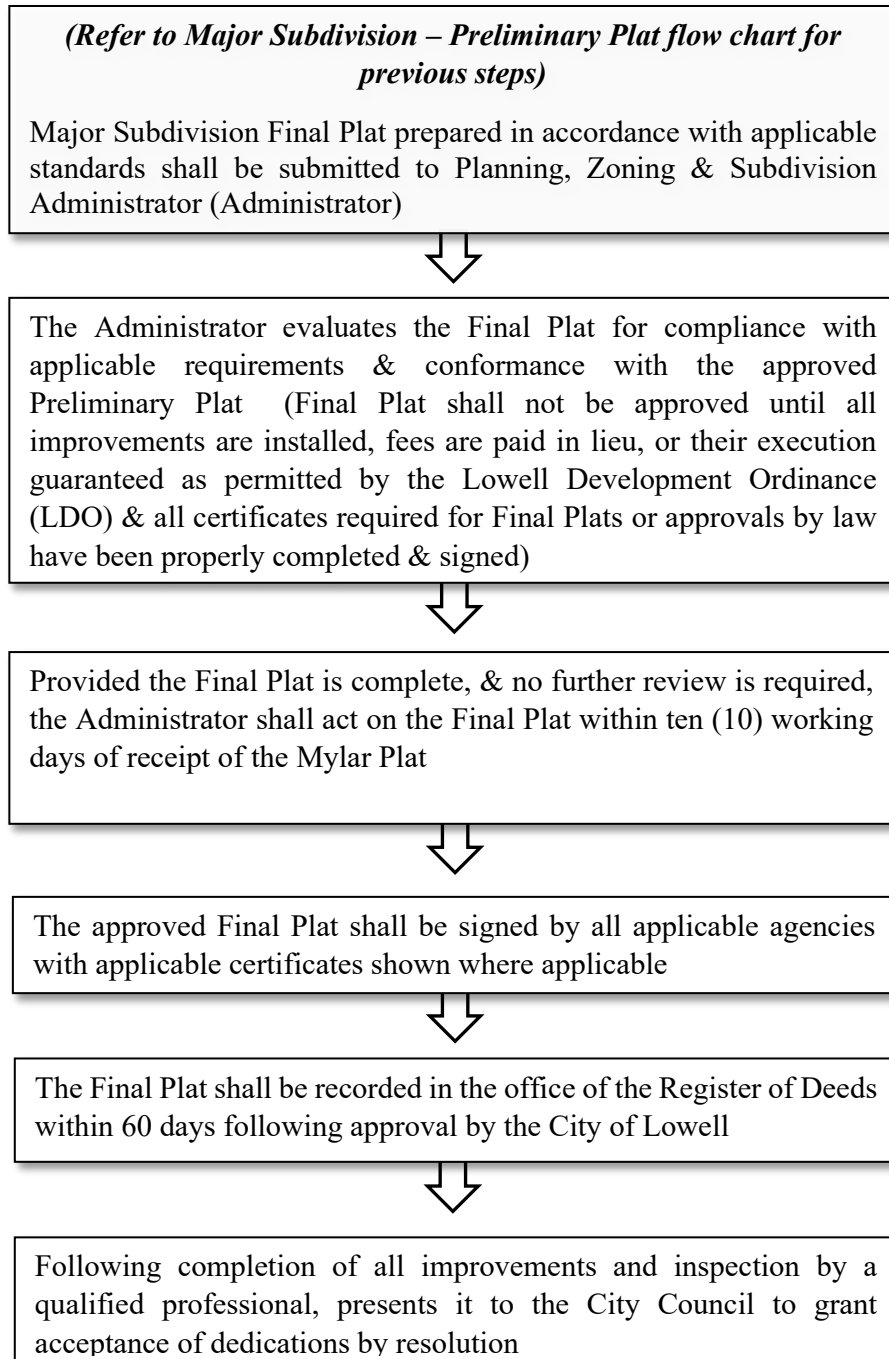 (Refer to Major Subdivision – Preliminary Plat flow chart for
previous steps)
Major Subdivision Final Plat prepared in accordance with applicable
standards shall be submitted to Planning, Zoning & Subdivision
Administrator (Administrator)
The Administrator evaluates the Final Plat for compliance with
applicable requirements & conformance with the approved
Preliminary Plat (Final Plat shall not be approved until all
improvements are installed, fees are paid in lieu, or their execution
guaranteed as permitted by the Lowell Development Ordinance
(LDO) & all certificates required for Final Plats or approvals by law
have been properly completed & signed)
Provided the Final Plat is complete, & no further review is required,
the Administrator shall act on the Final Plat within ten (10) working
days of receipt of the Mylar Plat
The approved Final Plat shall be signed by all applicable agencies
with applicable certificates shown where applicable
The Final Plat shall be recorded in the office of the Register of Deeds
within 60 days following approval by the City of Lowell
Following completion of all improvements and inspection by a
qualified professional, presents it to the City Council to grant
acceptance of dedications by resolution